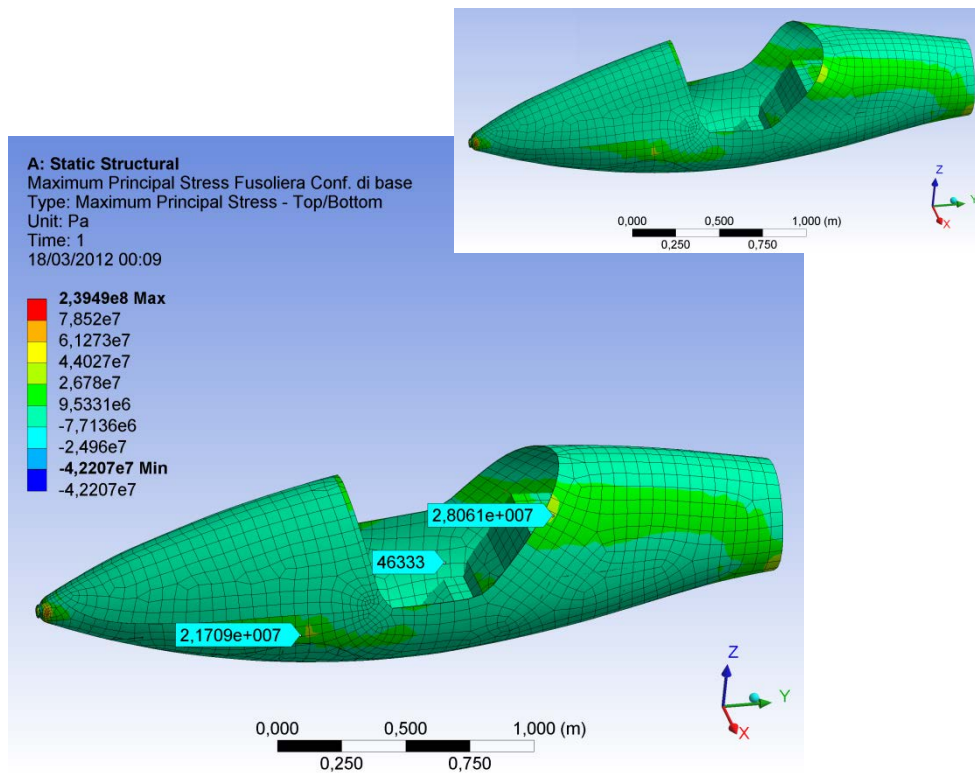 Z
Y
X
0,000
0,500
1,000 (m)
0,250
0,750
A: Static Structural
Maximum Principal Stress Fusoliera Conf. di base
Type: Maximum Principal Stress - Top/Bottom
Unit: Pa
Time: 1
18/03/2012 00:09
2,3949e8 Max
7,852e7
6,1273e7
4,4027e7
2,678e7
9,5331e6
-7,7136e6
-2,496e7
-4,2207e7 Min
-4,2207e7
2,8061e+007
46333
2,1709e+007
Z
Y
X
0,000
0,500
1,000 (m)
0,250
0,750